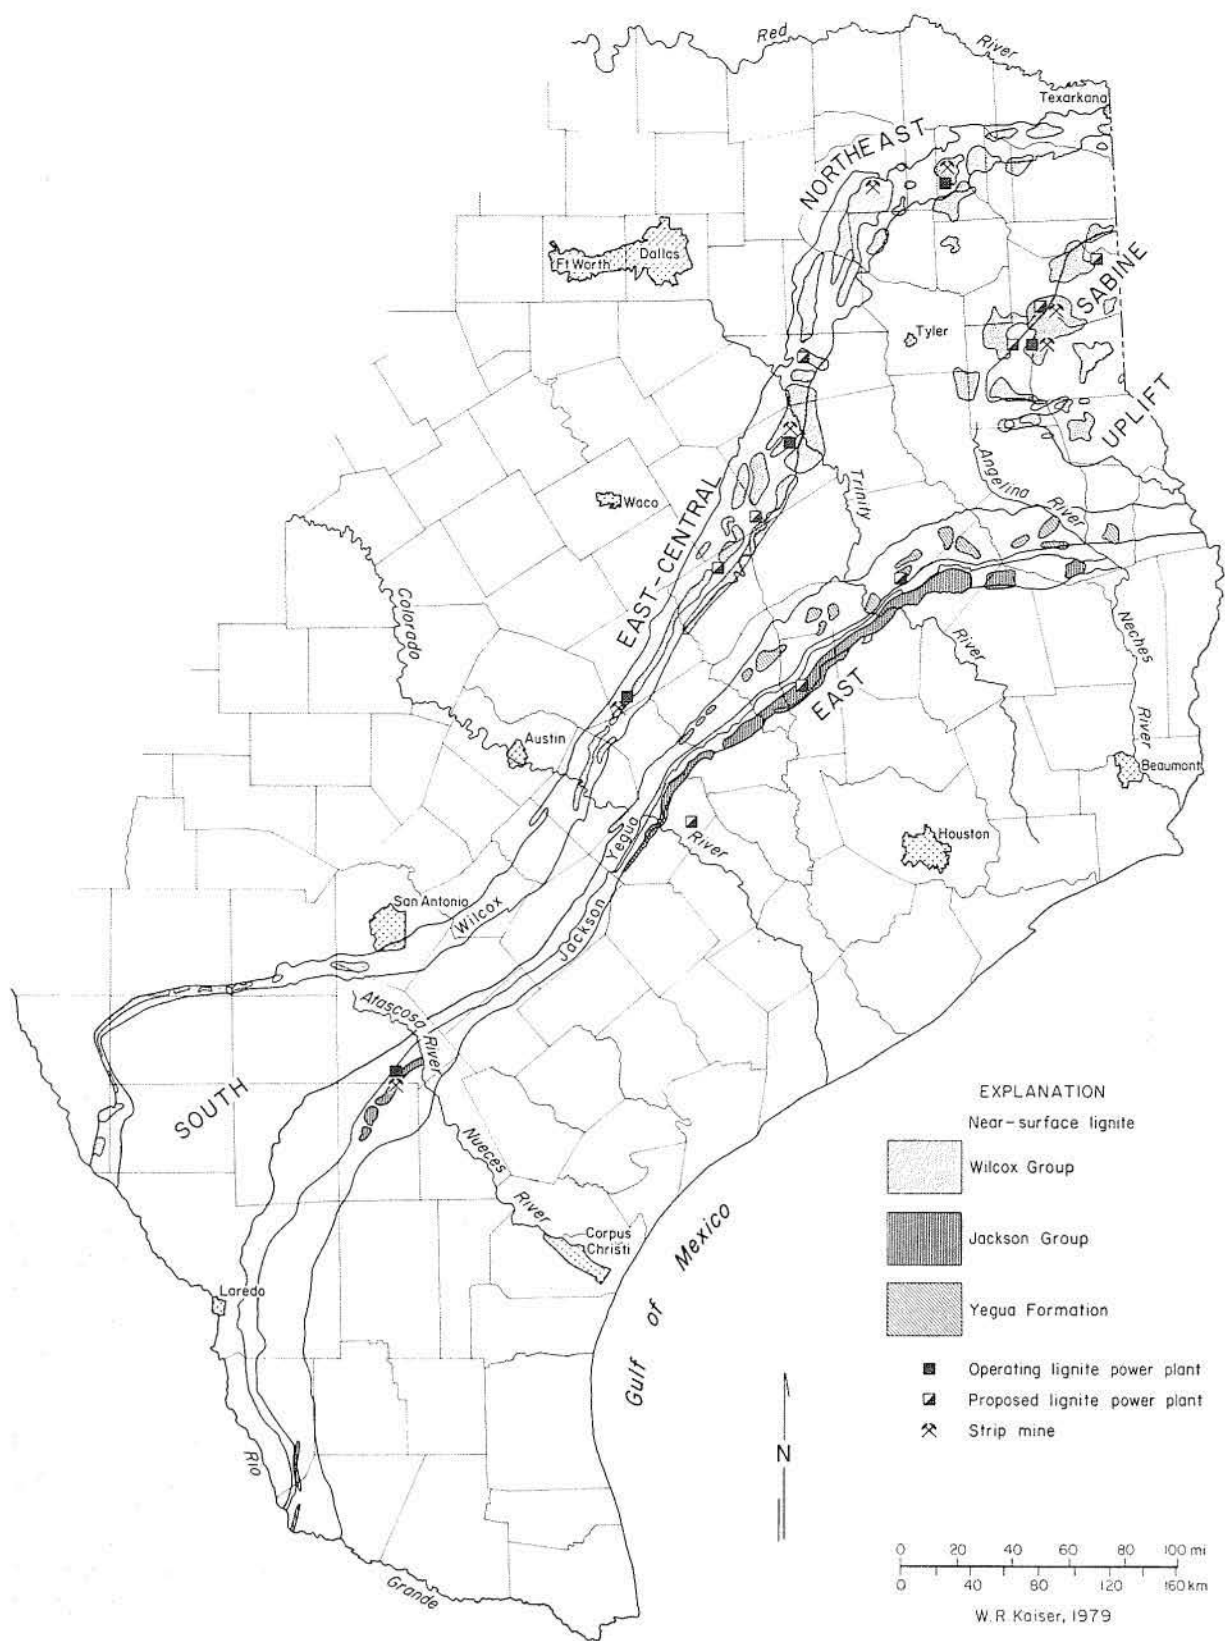 Red
River
Texarkana
NORTHEAST
Dallas
Ft Worth
SABINE
UPLIFT
Tyler
Angelina
River
Trinity
River
Waco
EAST-CENTRAL
Colorado
River
Neches
River
EAST
Austin
Beaumont
Houston
Yegua
San Antonio
Wilcox
Jackson
Atascosa
River
SOUTH
Nueces
River
Corpus
Christi
Laredo
Gulf of Mexico
Rio
Grande
EXPLANATION
Near-surface lignite
Wilcox Group
Jackson Group
Yegua Formation
Operating lignite power plant
Proposed lignite power plant
Strip mine
N
0 20 40 60 80 100 mi
0 40 80 120 160 km
W.R. Kaiser, 1979